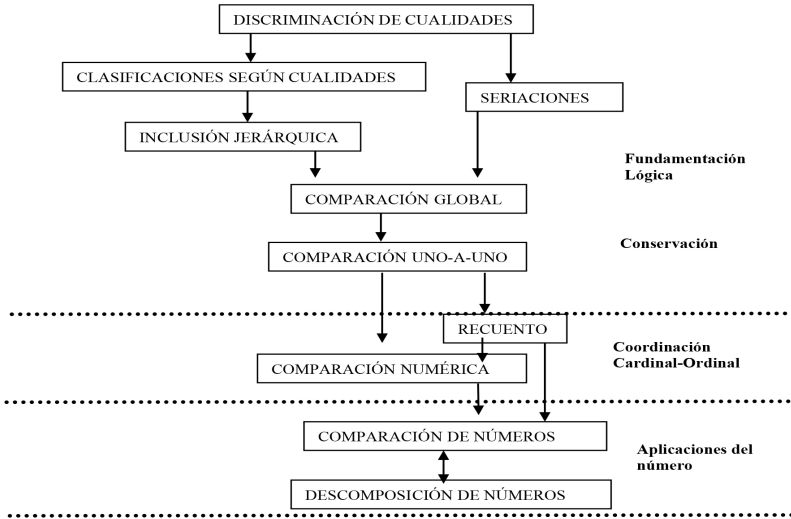 DISCRIMINACIÓN DE CUALIDADES
CLASIFICACIONES SEGÚN CUALIDADES
SERIACIONES
INCLUSIÓN JERÁRQUICA
Fundamentación
Lógica
COMPARACIÓN GLOBAL
Conservación
COMPARACIÓN UNO-A-UNO
RECUENTO
Coordinación
Cardinal-Ordinal
COMPARACIÓN NUMÉRICA
COMPARACIÓN DE NÚMEROS
Aplicaciones del
número
DESCOMPOSICIÓN DE NÚMEROS